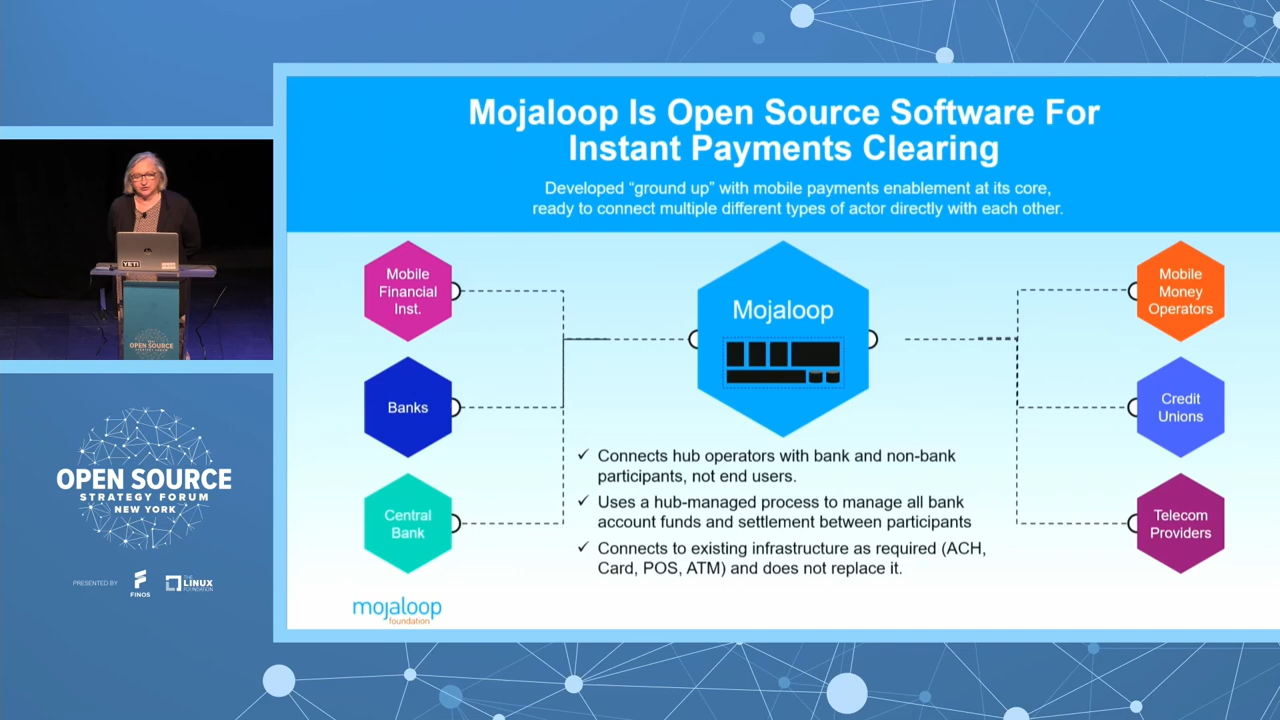 Mojaloop Is Open Source Software For
Instant Payments Clearing
Developed “ground up” with mobile payments enablement at its core,
ready to connect multiple different types of actor directly with each other.
Mobile
Financial
Inst.
Banks
Central
Bank
Mojaloop
Mobile
Money
Operators
Credit
Unions
Telecom
Providers
✓ Connects hub operators with bank and non-bank
participants, not end users.
✓ Uses a hub-managed process to manage all bank
account funds and settlement between participants
✓ Connects to existing infrastructure as required (ACH,
Card, POS, ATM) and does not replace it.
mojaloop
foundation
YETI
OPEN SOURCE
STRATEGY FORUM
OPEN SOURCE
STRATEGY FORUM
NEW YORK
PRESENTED BY
FINOS
THE
LINUX
FOUNDATION